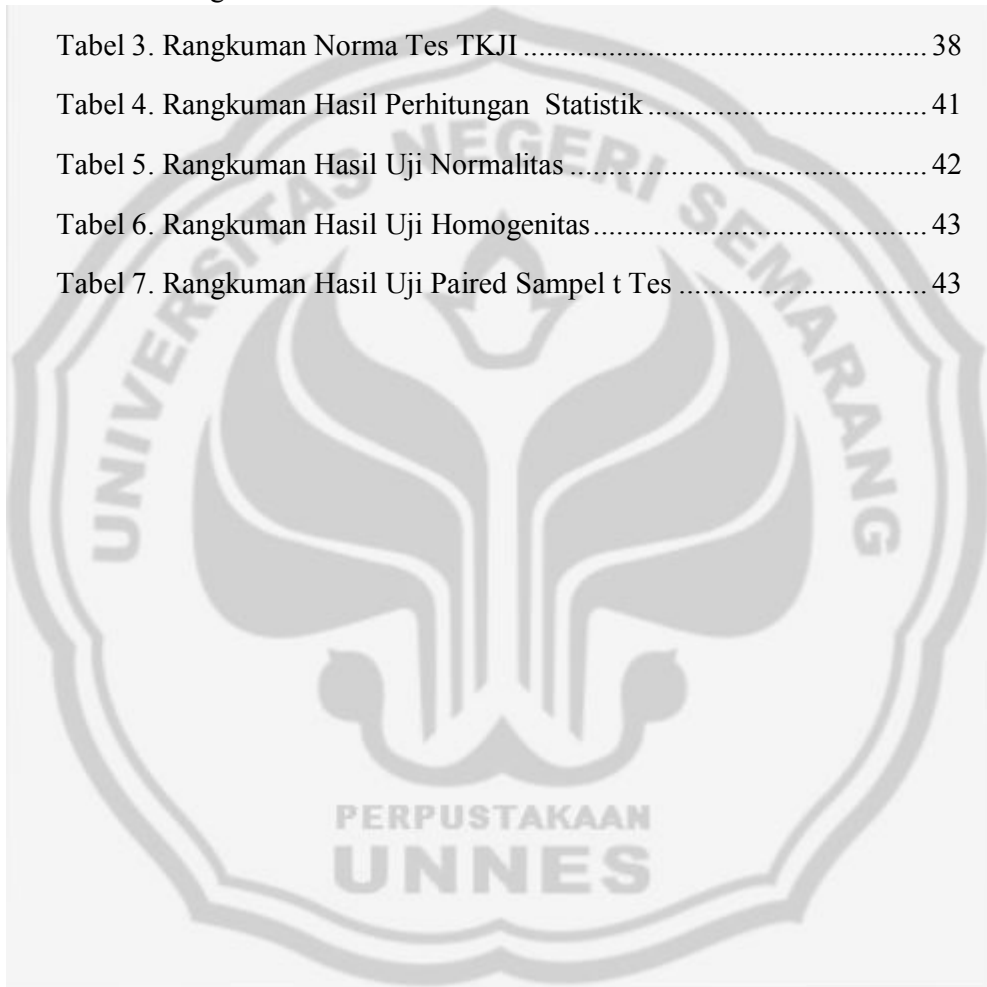 Tabel 3. Rangkuman Norma Tes TKJI ................................................ 38
Tabel 4. Rangkuman Hasil Perhitungan  Statistik ................................. 41
Tabel 5. Rangkuman Hasil Uji Normalitas ........................................... 42
Tabel 6. Rangkuman Hasil Uji Homogenitas ........................................ 43
Tabel 7. Rangkuman Hasil Uji Paired Sampel t Tes .............................. 43
UNIVERSITAS NEGERI SEMARANG
PERPUSTAKAAN
UNNES